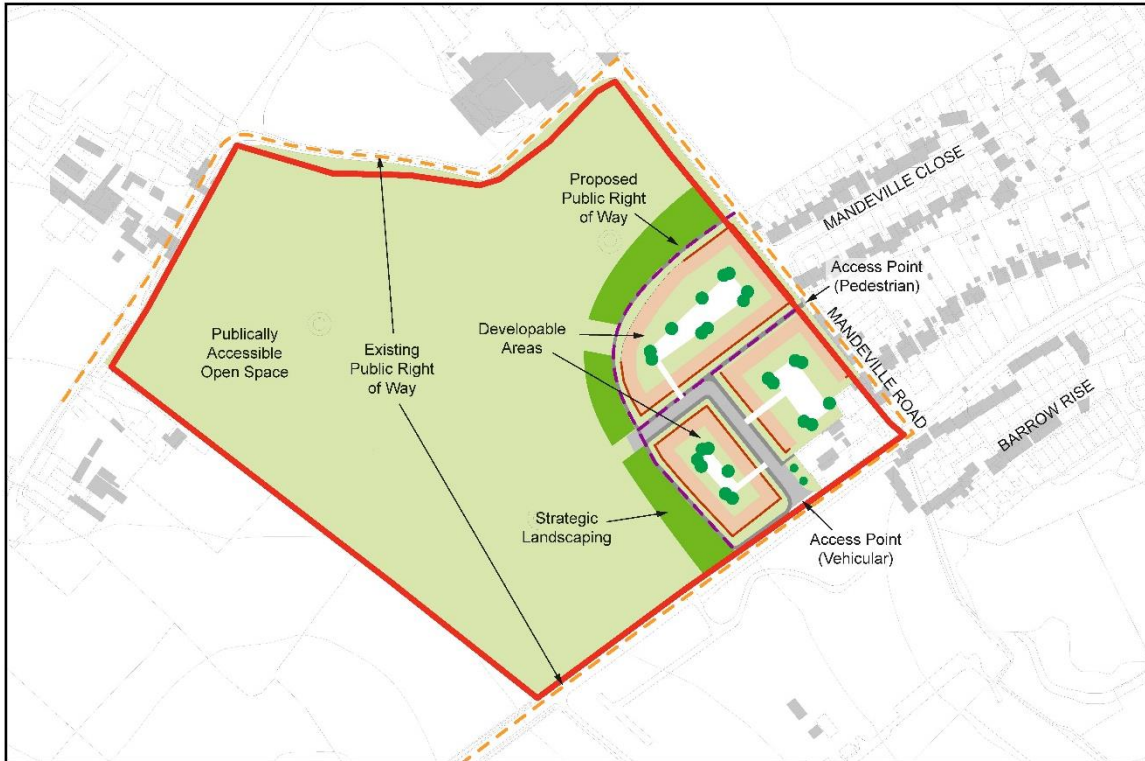 MANDEVILLE CLOSE
Proposed
Public Right
of Way
Access Point
(Pedestrian)
MANDEVILLE ROAD
Developable
Areas
Publically
Accessible
Open Space
Existing
Public Right
of Way
BARROW RISE
Strategic
Landscaping
Access Point
(Vehicular)